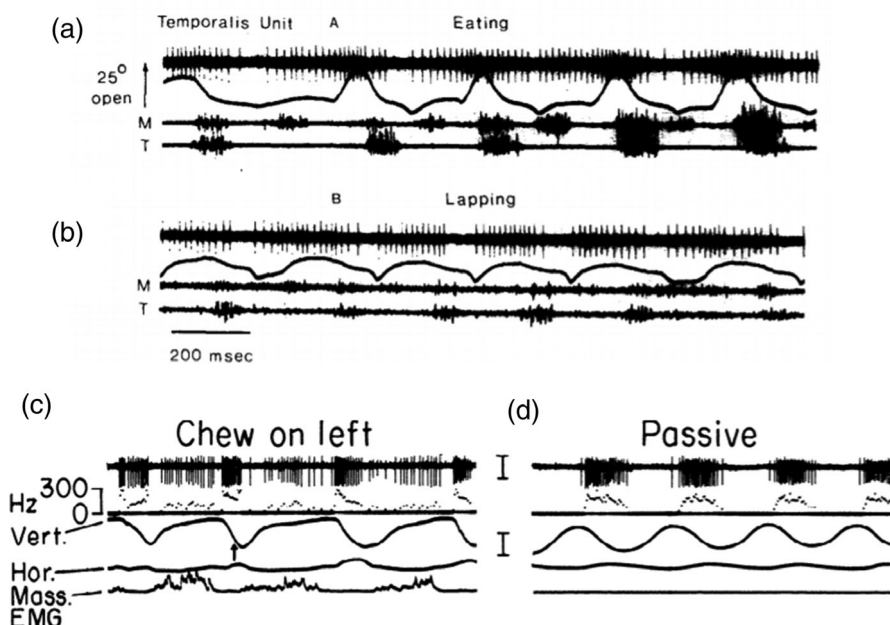 (a) Temporalis Unit A Eating
25° open
M
T
B Lapping
(b)
M
T
200 msec
(c) (d)
Chew on left Passive
300
Hz
0
Vert.
Hor.
Mass.
EMG